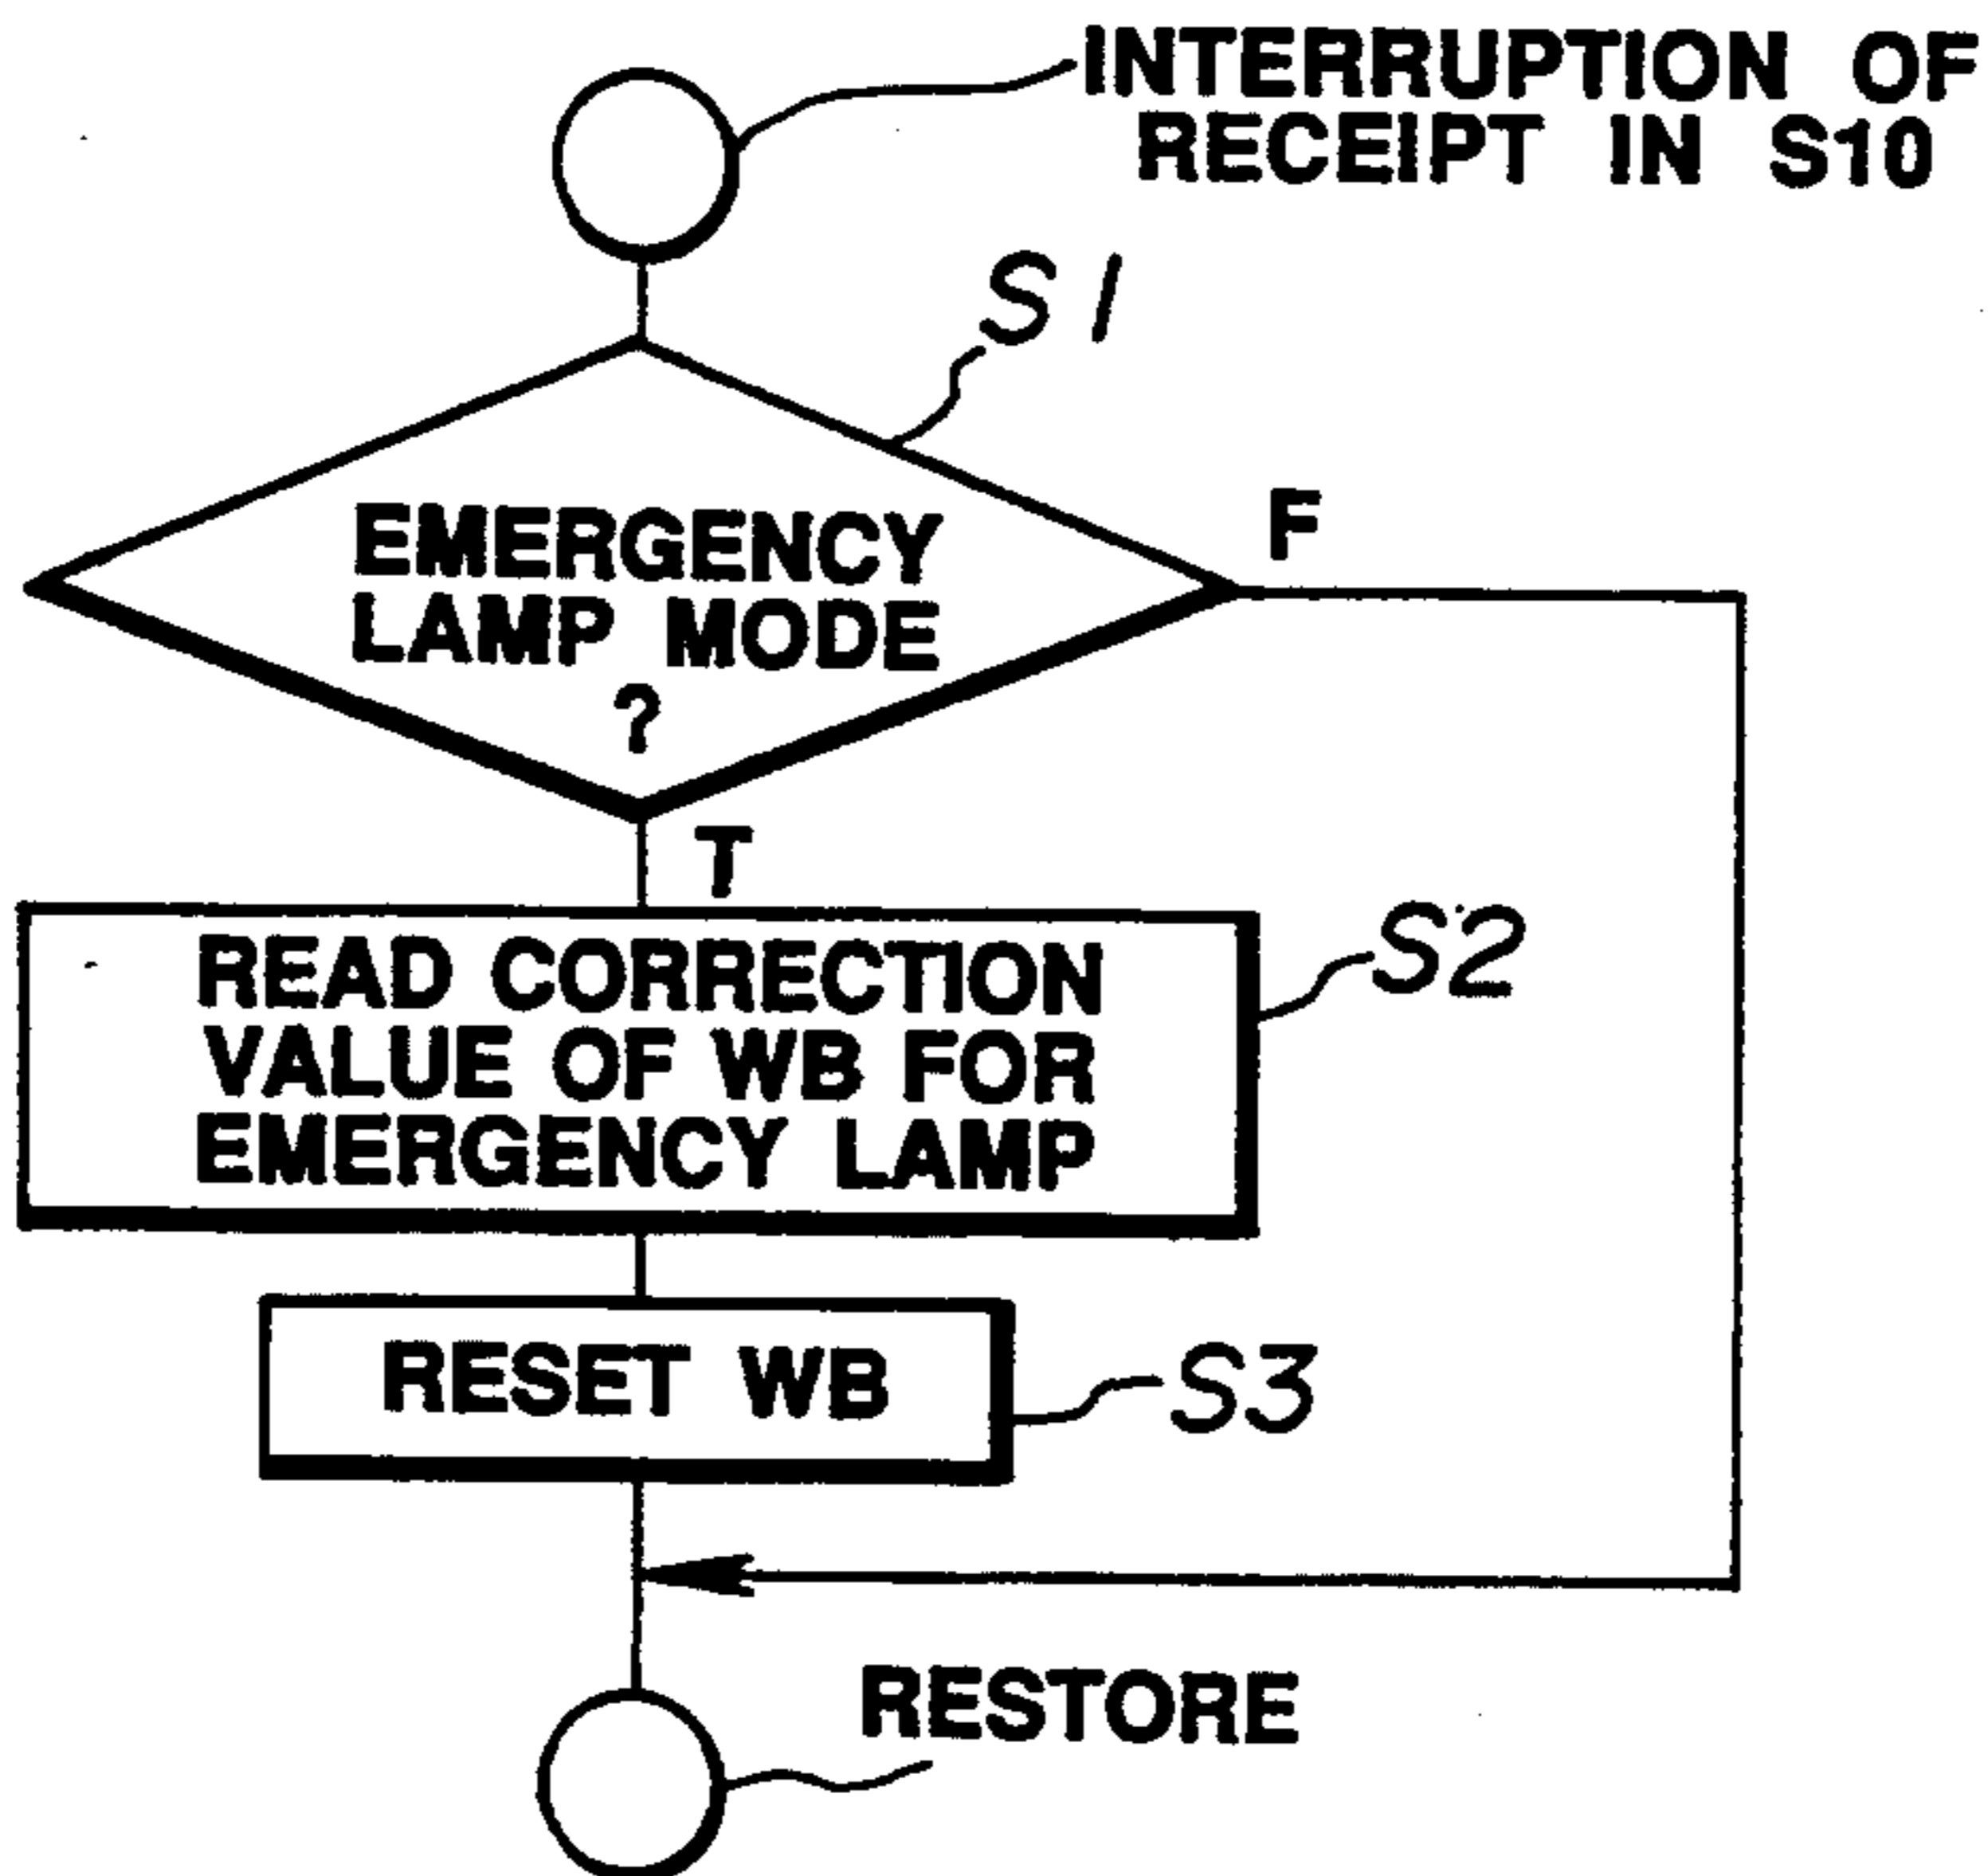 INTERRUPTION OF
RECEIPT IN S10
S1
EMERGENCY
LAMP MODE
?
F
T
READ CORRECTION
VALUE OF WB FOR
EMERGENCY LAMP
S2
RESET WB
S3
RESTORE